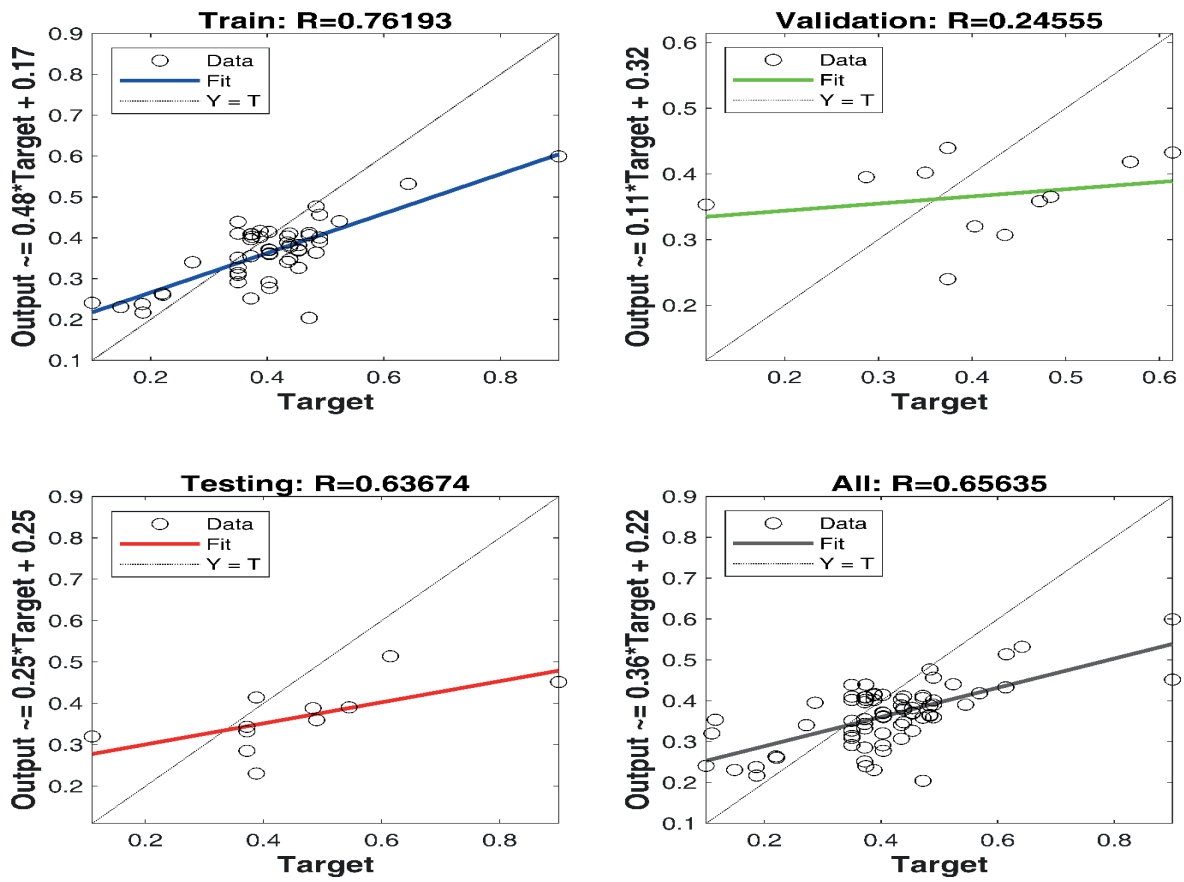 Train: R=0.76193
Output ~= 0.48*Target + 0.17
0.9
0.8
0.7
0.6
0.5
0.4
0.3
0.2
0.1
Data
Fit
Y = T
0.2 0.4 0.6 0.8
Target
Validation: R=0.24555
Output ~= 0.11*Target + 0.32
0.6
0.5
0.4
0.3
0.2
Data
Fit
Y = T
0.2 0.3 0.4 0.5 0.6
Target
Testing: R=0.63674
Output ~= 0.25*Target + 0.25
0.9
0.8
0.7
0.6
0.5
0.4
0.3
0.2
Data
Fit
Y = T
0.2 0.4 0.6 0.8
Target
All: R=0.65635
Output ~= 0.36*Target + 0.22
0.9
0.8
0.7
0.6
0.5
0.4
0.3
0.2
0.1
Data
Fit
Y = T
0.2 0.4 0.6 0.8
Target